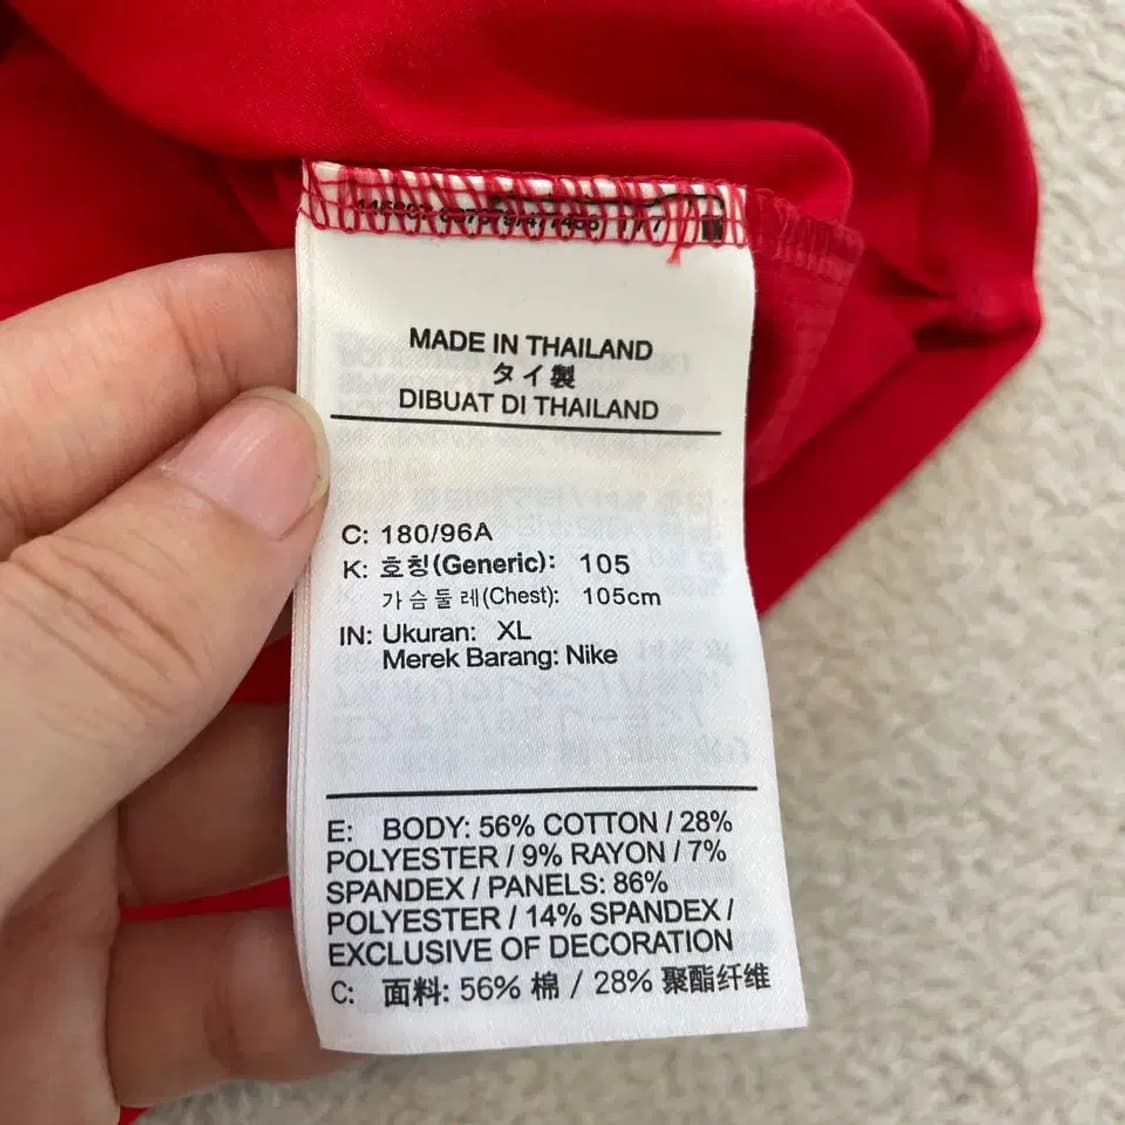 MADE IN THAILAND
タイ製
DIBUAT DI THAILAND
C: 180/96A
K: 호칭(Generic): 105
가슴둘레(Chest): 105cm
IN: Ukuran: XL
Merek Barang: Nike
E: BODY: 56% COTTON / 28%
POLYESTER / 9% RAYON / 7%
SPANDEX / PANELS: 86%
POLYESTER / 14% SPANDEX /
EXCLUSIVE OF DECORATION
C: 面料: 56% 棉 / 28% 聚酯纤维